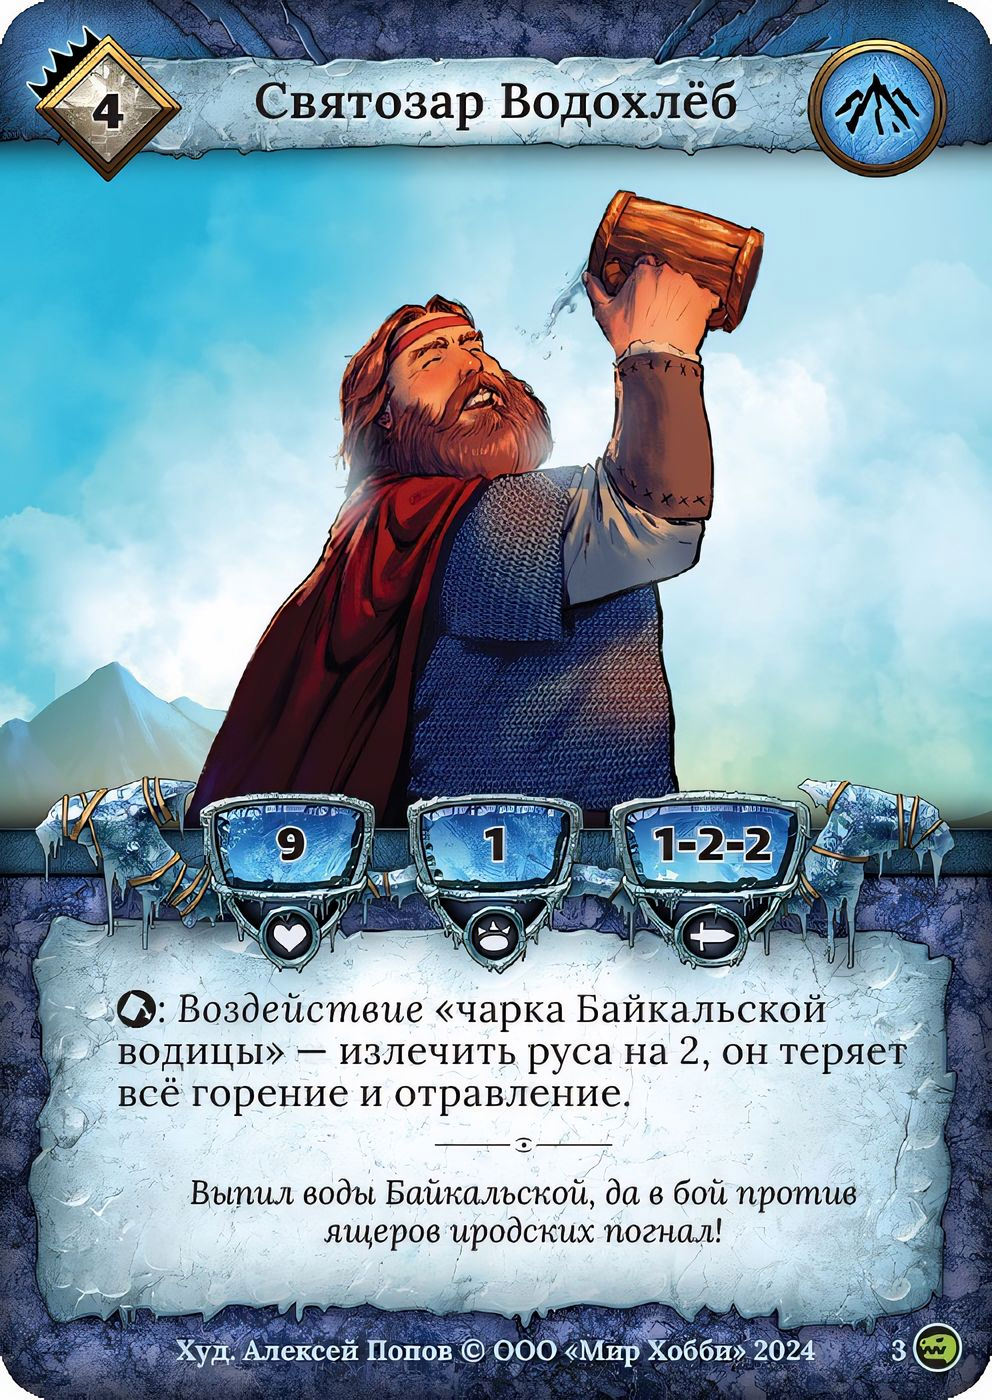 4
Святозар Водохлёб
9
1
1-2-2
: Воздействие «чарка Байкальской
водицы» — излечить руса на 2, он теряет
всё горение и отравление.
Выпил воды Байкальской, да в бой против
ящеров иродских погнал!
Худ. Алексей Попов © ООО «Мир Хобби» 2024
3